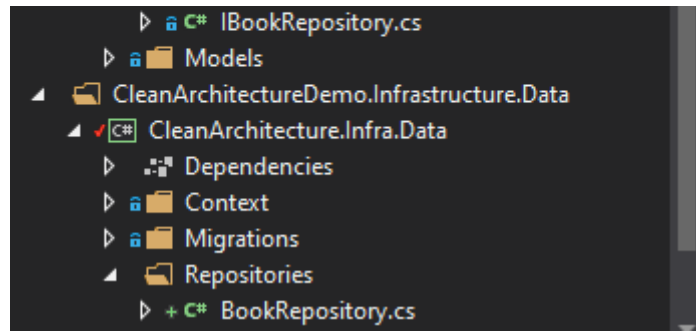 C# IBookRepository.cs
Models
CleanArchitectureDemo.Infrastructure.Data
C# CleanArchitecture.Infra.Data
Dependencies
Context
Migrations
Repositories
+ C# BookRepository.cs